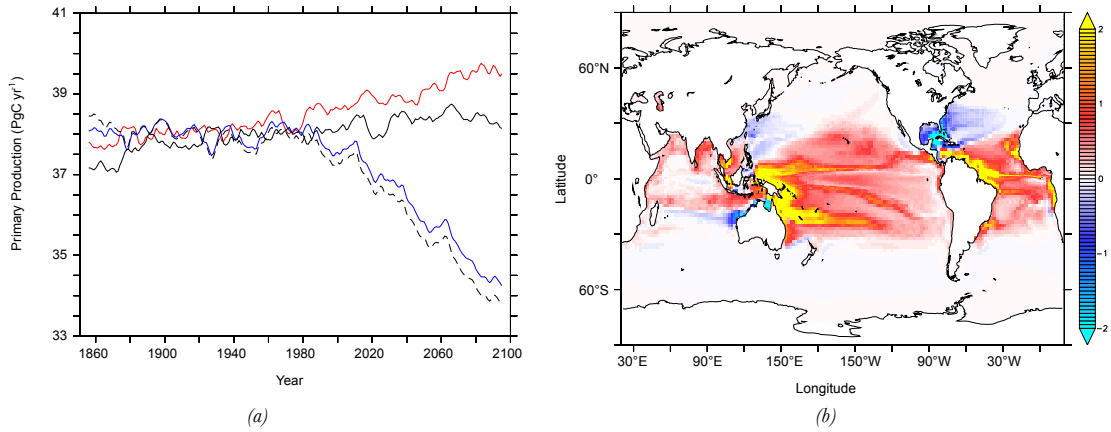 41
39
37
35
33
Primary Production (PgC yr⁻¹)
1860 1900 1940 1980 2020 2060 2100
Year
(a)
60°N
0°
60°S
Latitude
30°E 90°E 150°E 150°W 90°W 30°W
Longitude
2
1
0
−1
−2
(b)